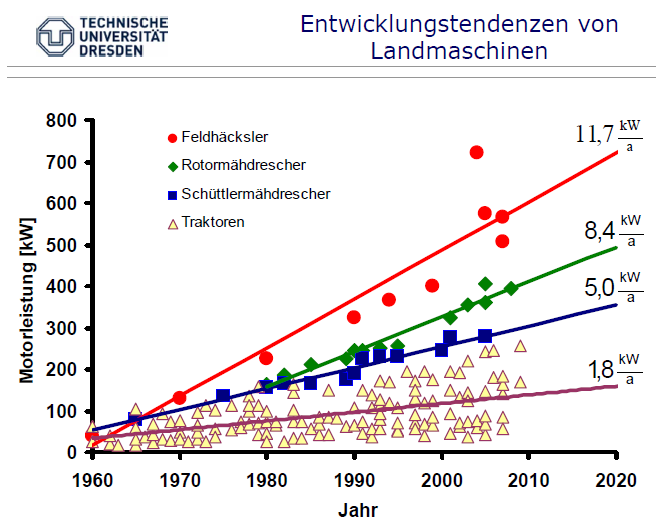 TECHNISCHE
UNIVERSITÄT
DRESDEN
Entwicklungstendenzen von
Landmaschinen
Motorleistung [kW]
800
700
600
500
400
300
200
100
0
Feldhäcksler
Rotormähdrescher
Schüttlermähdrescher
Traktoren
11,7 kW/a
8,4 kW/a
5,0 kW/a
1,8 kW/a
1960 1970 1980 1990 2000 2010 2020
Jahr